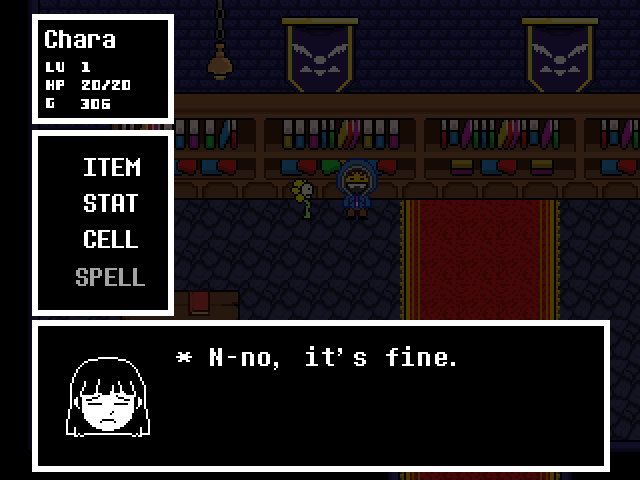 Chara
LV 1
HP 20/20
G 306
ITEM
STAT
CELL
SPELL
* N-no, it's fine.